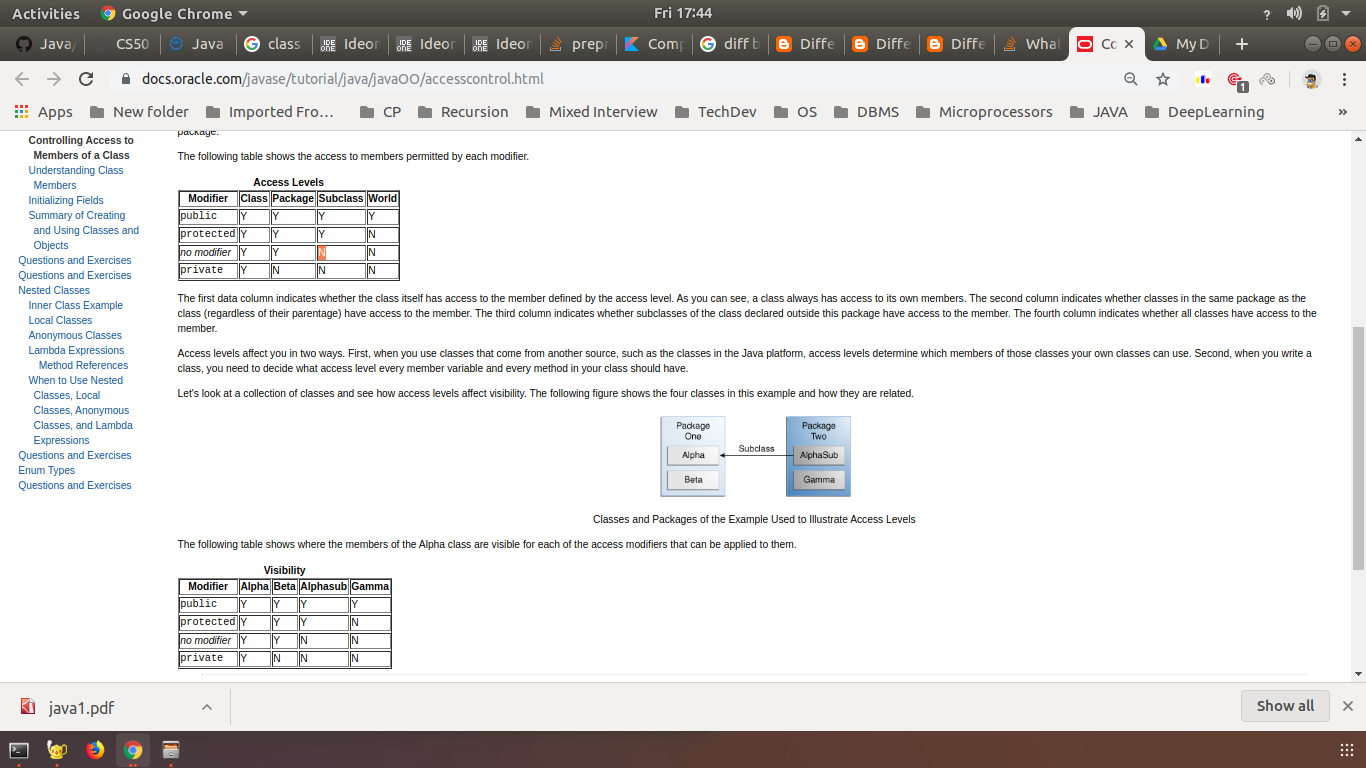 Activities Google Chrome Fri 17:44 ?
Java/ CS50 Java class Ideor Ideor Ideor prepr Comp diff b Diffe Diffe Diffe What Co My D
docs.oracle.com/javase/tutorial/java/javaOO/accesscontrol.html 1
Apps New folder Imported Fro... CP Recursion Mixed Interview TechDev OS DBMS Microprocessors JAVA DeepLearning »
Controlling Access to
Members of a Class
Understanding Class
Members
Initializing Fields
Summary of Creating
and Using Classes and
Objects
Questions and Exercises
Questions and Exercises
Nested Classes
Inner Class Example
Local Classes
Anonymous Classes
Lambda Expressions
Method References
When to Use Nested
Classes, Local
Classes, Anonymous
Classes, and Lambda
Expressions
Questions and Exercises
Enum Types
Questions and Exercises
package.
The following table shows the access to members permitted by each modifier.
Access Levels
Modifier Class Package Subclass World
public Y Y Y Y
protected Y Y Y N
no modifier Y Y N N
private Y N N N
The first data column indicates whether the class itself has access to the member defined by the access level. As you can see, a class always has access to its own members. The second column indicates whether classes in the same package as the
class (regardless of their parentage) have access to the member. The third column indicates whether subclasses of the class declared outside this package have access to the member. The fourth column indicates whether all classes have access to the
member.
Access levels affect you in two ways. First, when you use classes that come from another source, such as the classes in the Java platform, access levels determine which members of those classes your own classes can use. Second, when you write a
class, you need to decide what access level every member variable and every method in your class should have.
Let's look at a collection of classes and see how access levels affect visibility. The following figure shows the four classes in this example and how they are related.
Package
One
Alpha
Beta
Subclass
Package
Two
AlphaSub
Gamma
Classes and Packages of the Example Used to Illustrate Access Levels
The following table shows where the members of the Alpha class are visible for each of the access modifiers that can be applied to them.
Visibility
Modifier Alpha Beta Alphasub Gamma
public Y Y Y Y
protected Y Y Y N
no modifier Y Y N N
private Y N N N
java1.pdf Show all